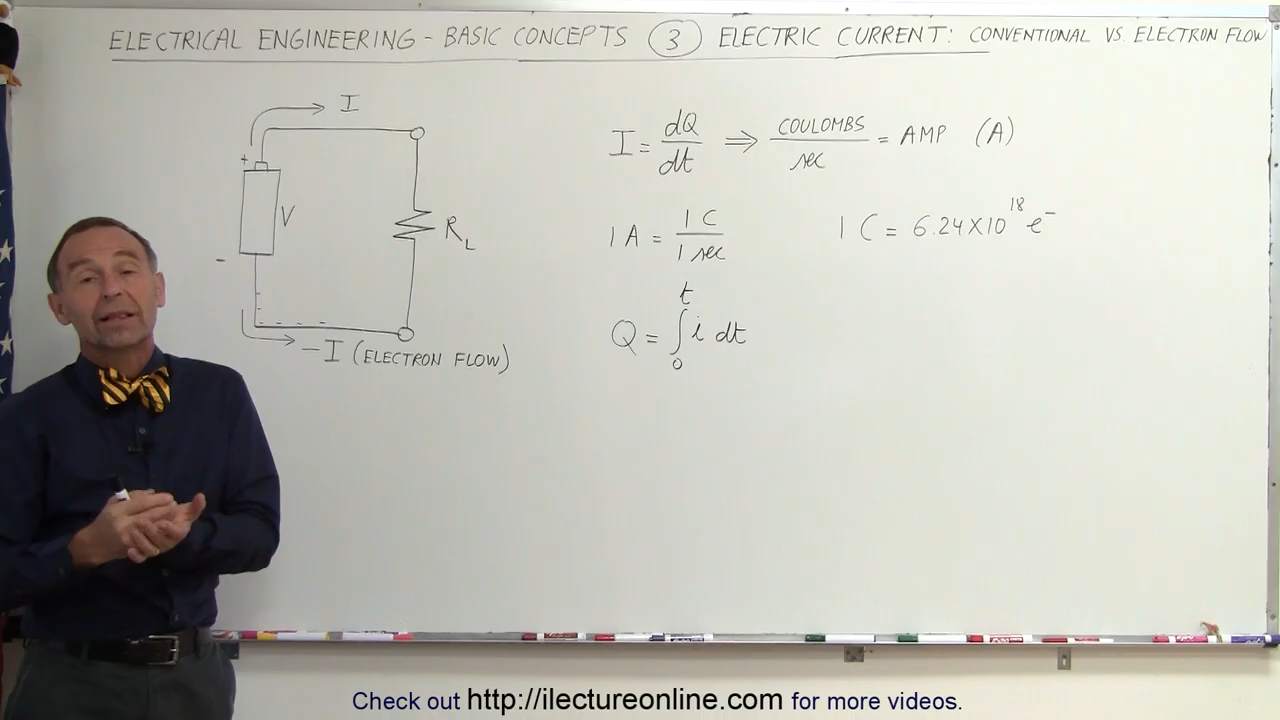 ELECTRICAL ENGINEERING - BASIC CONCEPTS 3 ELECTRIC CURRENT: CONVENTIONAL VS. ELECTRON FLOW
I
+
V
-
R_L
-I (ELECTRON FLOW)
I = dQ/dt ⇒ COULOMBS/sec = AMP (A)
1 A = 1 C/1 sec
1 C = 6.24×10^18 e^-
Q = ∫_0^t i dt
Check out http://ilectureonline.com for more videos.